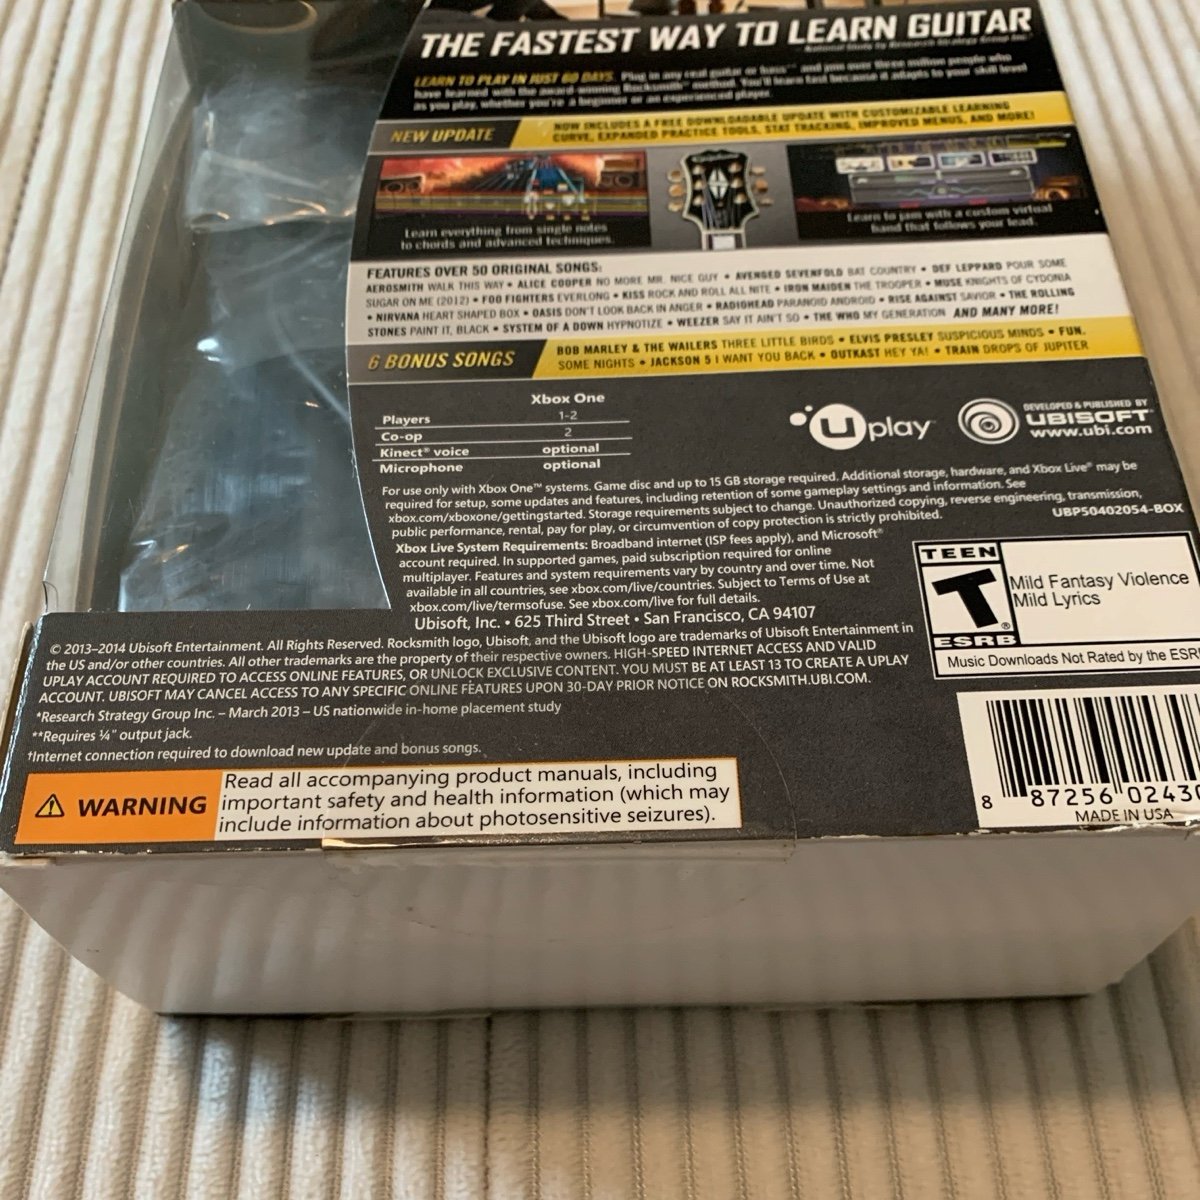 THE FASTEST WAY TO LEARN GUITAR
National Study by Research Strategy Group Inc.*
LEARN TO PLAY IN JUST 60 DAYS. Plug in any real guitar or bass** and join over three million people who
have learned with the award-winning Rocksmith™ method. You'll learn fast because it adapts to your skill level
as you play, whether you're a beginner or an experienced player.
NEW UPDATE
NOW INCLUDES A FREE DOWNLOADABLE UPDATE WITH CUSTOMIZABLE LEARNING
CURVE, EXPANDED PRACTICE TOOLS, STAT TRACKING, IMPROVED MENUS, AND MORE!
Learn everything from single notes
to chords and advanced techniques.
Learn to jam with a custom virtual
band that follows your lead.
FEATURES OVER 50 ORIGINAL SONGS:
AEROSMITH WALK THIS WAY • ALICE COOPER NO MORE MR. NICE GUY • AVENGED SEVENFOLD BAT COUNTRY • DEF LEPPARD POUR SOME
SUGAR ON ME (2012) • FOO FIGHTERS EVERLONG • KISS ROCK AND ROLL ALL NITE • IRON MAIDEN THE TROOPER • MUSE KNIGHTS OF CYDONIA
• NIRVANA HEART SHAPED BOX • OASIS DON'T LOOK BACK IN ANGER • RADIOHEAD PARANOID ANDROID • RISE AGAINST SAVIOR • THE ROLLING
STONES PAINT IT, BLACK • SYSTEM OF A DOWN HYPNOTIZE • WEEZER SAY IT AIN'T SO • THE WHO MY GENERATION AND MANY MORE!
6 BONUS SONGS
BOB MARLEY & THE WAILERS THREE LITTLE BIRDS • ELVIS PRESLEY SUSPICIOUS MINDS • FUN.
SOME NIGHTS • JACKSON 5 I WANT YOU BACK • OUTKAST HEY YA! • TRAIN DROPS OF JUPITER
Xbox One
Players 1-2
Co-op 2
Kinect® voice optional
Microphone optional
Uplay™
DEVELOPED & PUBLISHED BY
UBISOFT™
www.ubi.com
For use only with Xbox One™ systems. Game disc and up to 15 GB storage required. Additional storage, hardware, and Xbox Live® may be
required for setup, some updates and features, including retention of some gameplay settings and information. See
xbox.com/xboxone/gettingstarted. Storage requirements subject to change. Unauthorized copying, reverse engineering, transmission,
public performance, rental, pay for play, or circumvention of copy protection is strictly prohibited.
UBP50402054-BOX
Xbox Live System Requirements: Broadband internet (ISP fees apply), and Microsoft®
account required. In supported games, paid subscription required for online
multiplayer. Features and system requirements vary by country and over time. Not
available in all countries, see xbox.com/live/countries. Subject to Terms of Use at
xbox.com/live/termsofuse. See xbox.com/live for full details.
Ubisoft, Inc. • 625 Third Street • San Francisco, CA 94107
TEEN
T
ESRB
®
Mild Fantasy Violence
Mild Lyrics
Music Downloads Not Rated by the ESR
© 2013–2014 Ubisoft Entertainment. All Rights Reserved. Rocksmith logo, Ubisoft, and the Ubisoft logo are trademarks of Ubisoft Entertainment in
the US and/or other countries. All other trademarks are the property of their respective owners. HIGH-SPEED INTERNET ACCESS AND VALID
UPLAY ACCOUNT REQUIRED TO ACCESS ONLINE FEATURES, OR UNLOCK EXCLUSIVE CONTENT. YOU MUST BE AT LEAST 13 TO CREATE A UPLAY
ACCOUNT. UBISOFT MAY CANCEL ACCESS TO ANY SPECIFIC ONLINE FEATURES UPON 30-DAY PRIOR NOTICE ON ROCKSMITH.UBI.COM.
*Research Strategy Group Inc. – March 2013 – US nationwide in-home placement study
**Requires ¼" output jack.
†Internet connection required to download new update and bonus songs.
WARNING
Read all accompanying product manuals, including
important safety and health information (which may
include information about photosensitive seizures).
8 87256 0243
MADE IN USA